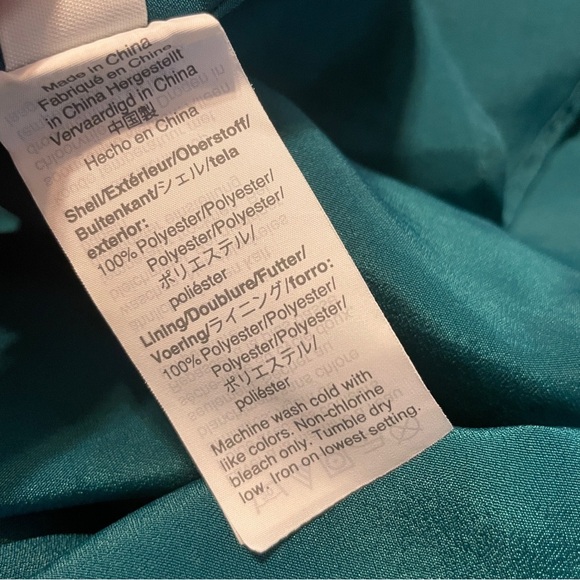 Made in China
Fabriqué en Chine
in China Hergestellt
Vervaardigd in China
中国製
Hecho en China
Shell/Extérieur/Oberstoff/
Buitenkant/シェル/tela
exterior:
100% Polyester/Polyester/
Polyester/Polyester/
ポリエステル/
poliéster
Lining/Doublure/Futter/
Voering/ライニング/forro:
100% Polyester/Polyester/
Polyester/Polyester/
ポリエステル/
poliéster
Machine wash cold with
like colors. Non-chlorine
bleach only. Tumble dry
low. Iron on lowest setting.